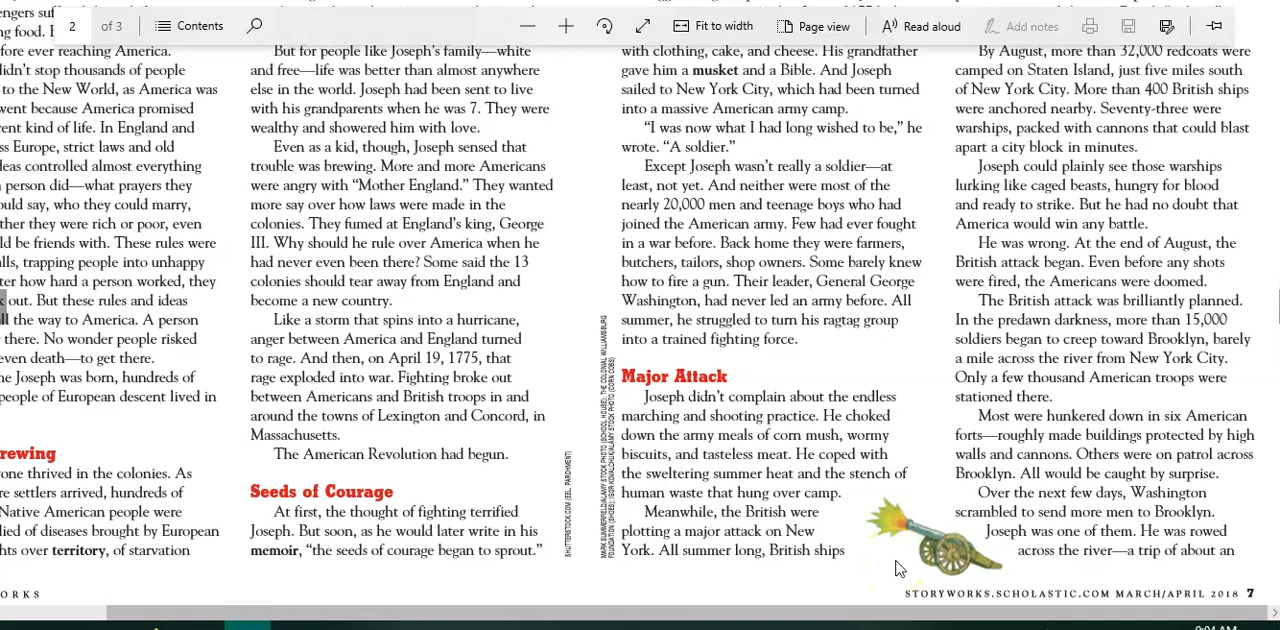 2 of 3 Contents Fit to width Page view Read aloud Add notes
engers
ng food.
fore ever reaching America.
idn't stop thousands of people
to the New World, as America was
went because America promised
rent kind of life. In England and
ss Europe, strict laws and old
deas controlled almost everything
person did—what prayers they
ould say, who they could marry,
ther they were rich or poor, even
ld be friends with. These rules were
alls, trapping people into unhappy
ter how hard a person worked, they
out. But these rules and ideas
ll the way to America. A person
there. No wonder people risked
even death—to get there.
ne Joseph was born, hundreds of
people of European descent lived in
rewing
one thrived in the colonies. As
re settlers arrived, hundreds of
Native American people were
lied of diseases brought by European
hts over territory, of starvation
ORKS
But for people like Joseph's family—white
and free—life was better than almost anywhere
else in the world. Joseph had been sent to live
with his grandparents when he was 7. They were
wealthy and showered him with love.
Even as a kid, though, Joseph sensed that
trouble was brewing. More and more Americans
were angry with “Mother England.” They wanted
more say over how laws were made in the
colonies. They fumed at England's king, George
III. Why should he rule over America when he
had never even been there? Some said the 13
colonies should tear away from England and
become a new country.
Like a storm that spins into a hurricane,
anger between America and England turned
to rage. And then, on April 19, 1775, that
rage exploded into war. Fighting broke out
between Americans and British troops in and
around the towns of Lexington and Concord, in
Massachusetts.
The American Revolution had begun.
Seeds of Courage
At first, the thought of fighting terrified
Joseph. But soon, as he would later write in his
memoir, “the seeds of courage began to sprout.”
SHUTTERSTOCK.COM (EEL, PARCHMENT)
MARK SUMMERFIELD/ALAMY STOCK PHOTO (SCHOOL HOUSE); THE COLONIAL WILLIAMSBURG
FOUNDATION (SHOES); IGOR KOVALCHUK/ALAMY STOCK PHOTO (CORN COBS)
with clothing, cake, and cheese. His grandfather
gave him a musket and a Bible. And Joseph
sailed to New York City, which had been turned
into a massive American army camp.
“I was now what I had long wished to be,” he
wrote. “A soldier.”
Except Joseph wasn't really a soldier—at
least, not yet. And neither were most of the
nearly 20,000 men and teenage boys who had
joined the American army. Few had ever fought
in a war before. Back home they were farmers,
butchers, tailors, shop owners. Some barely knew
how to fire a gun. Their leader, General George
Washington, had never led an army before. All
summer, he struggled to turn his ragtag group
into a trained fighting force.
Major Attack
Joseph didn't complain about the endless
marching and shooting practice. He choked
down the army meals of corn mush, wormy
biscuits, and tasteless meat. He coped with
the sweltering summer heat and the stench of
human waste that hung over camp.
Meanwhile, the British were
plotting a major attack on New
York. All summer long, British ships
By August, more than 32,000 redcoats were
camped on Staten Island, just five miles south
of New York City. More than 400 British ships
were anchored nearby. Seventy-three were
warships, packed with cannons that could blast
apart a city block in minutes.
Joseph could plainly see those warships
lurking like caged beasts, hungry for blood
and ready to strike. But he had no doubt that
America would win any battle.
He was wrong. At the end of August, the
British attack began. Even before any shots
were fired, the Americans were doomed.
The British attack was brilliantly planned.
In the predawn darkness, more than 15,000
soldiers began to creep toward Brooklyn, barely
a mile across the river from New York City.
Only a few thousand American troops were
stationed there.
Most were hunkered down in six American
forts—roughly made buildings protected by high
walls and cannons. Others were on patrol across
Brooklyn. All would be caught by surprise.
Over the next few days, Washington
scrambled to send more men to Brooklyn.
Joseph was one of them. He was rowed
across the river—a trip of about an
STORYWORKS.SCHOLASTIC.COM MARCH/APRIL 2018 7